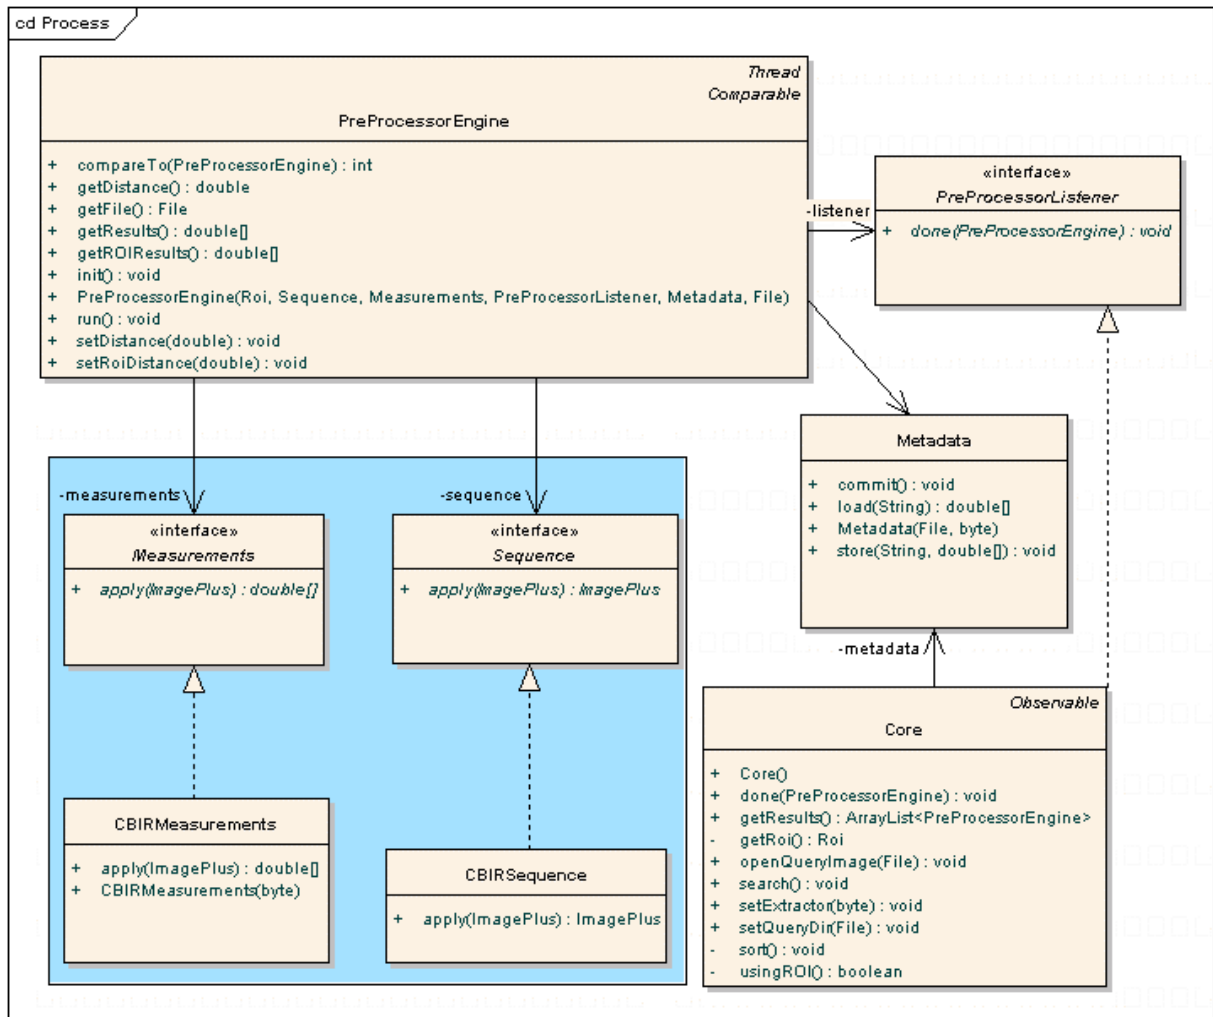 cd Process
Thread
Comparable
PreProcessorEngine
+ compareTo(PreProcessorEngine) : int
+ getDistance() : double
+ getFile() : File
+ getResults() : double[]
+ getROIResults() : double[]
+ init() : void
+ PreProcessorEngine(Roi, Sequence, Measurements, PreProcessorListener, Metadata, File)
+ run() : void
+ setDistance(double) : void
+ setRoiDistance(double) : void
-listener
«interface»
PreProcessorListener
+ done(PreProcessorEngine) : void
Metadata
+ commit() : void
+ load(String) : double[]
+ Metadata(File, byte)
+ store(String, double[]) : void
-measurements
-sequence
«interface»
Measurements
+ apply(ImagePlus) : double[]
«interface»
Sequence
+ apply(ImagePlus) : ImagePlus
-metadata
CBIRMeasurements
+ apply(ImagePlus) : double[]
+ CBIRMeasurements(byte)
CBIRSequence
+ apply(ImagePlus) : ImagePlus
Observable
Core
+ Core()
+ done(PreProcessorEngine) : void
+ getResults() : ArrayList<PreProcessorEngine>
- getRoi() : Roi
+ openQueryImage(File) : void
+ search() : void
+ setExtractor(byte) : void
+ setQueryDir(File) : void
- sort() : void
- usingROI() : boolean